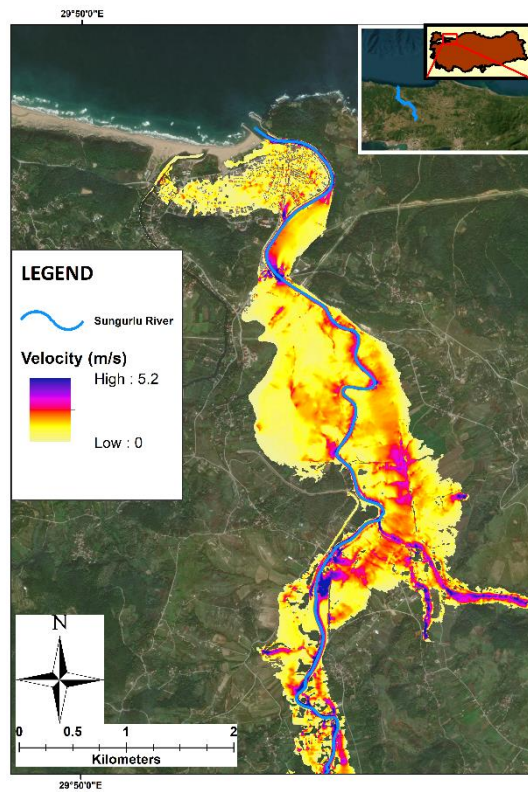 29°50'0"E
LEGEND
Sungurlu River
Velocity (m/s)
High : 5.2
Low : 0
N
0 0.5 1 2
Kilometers
29°50'0"E